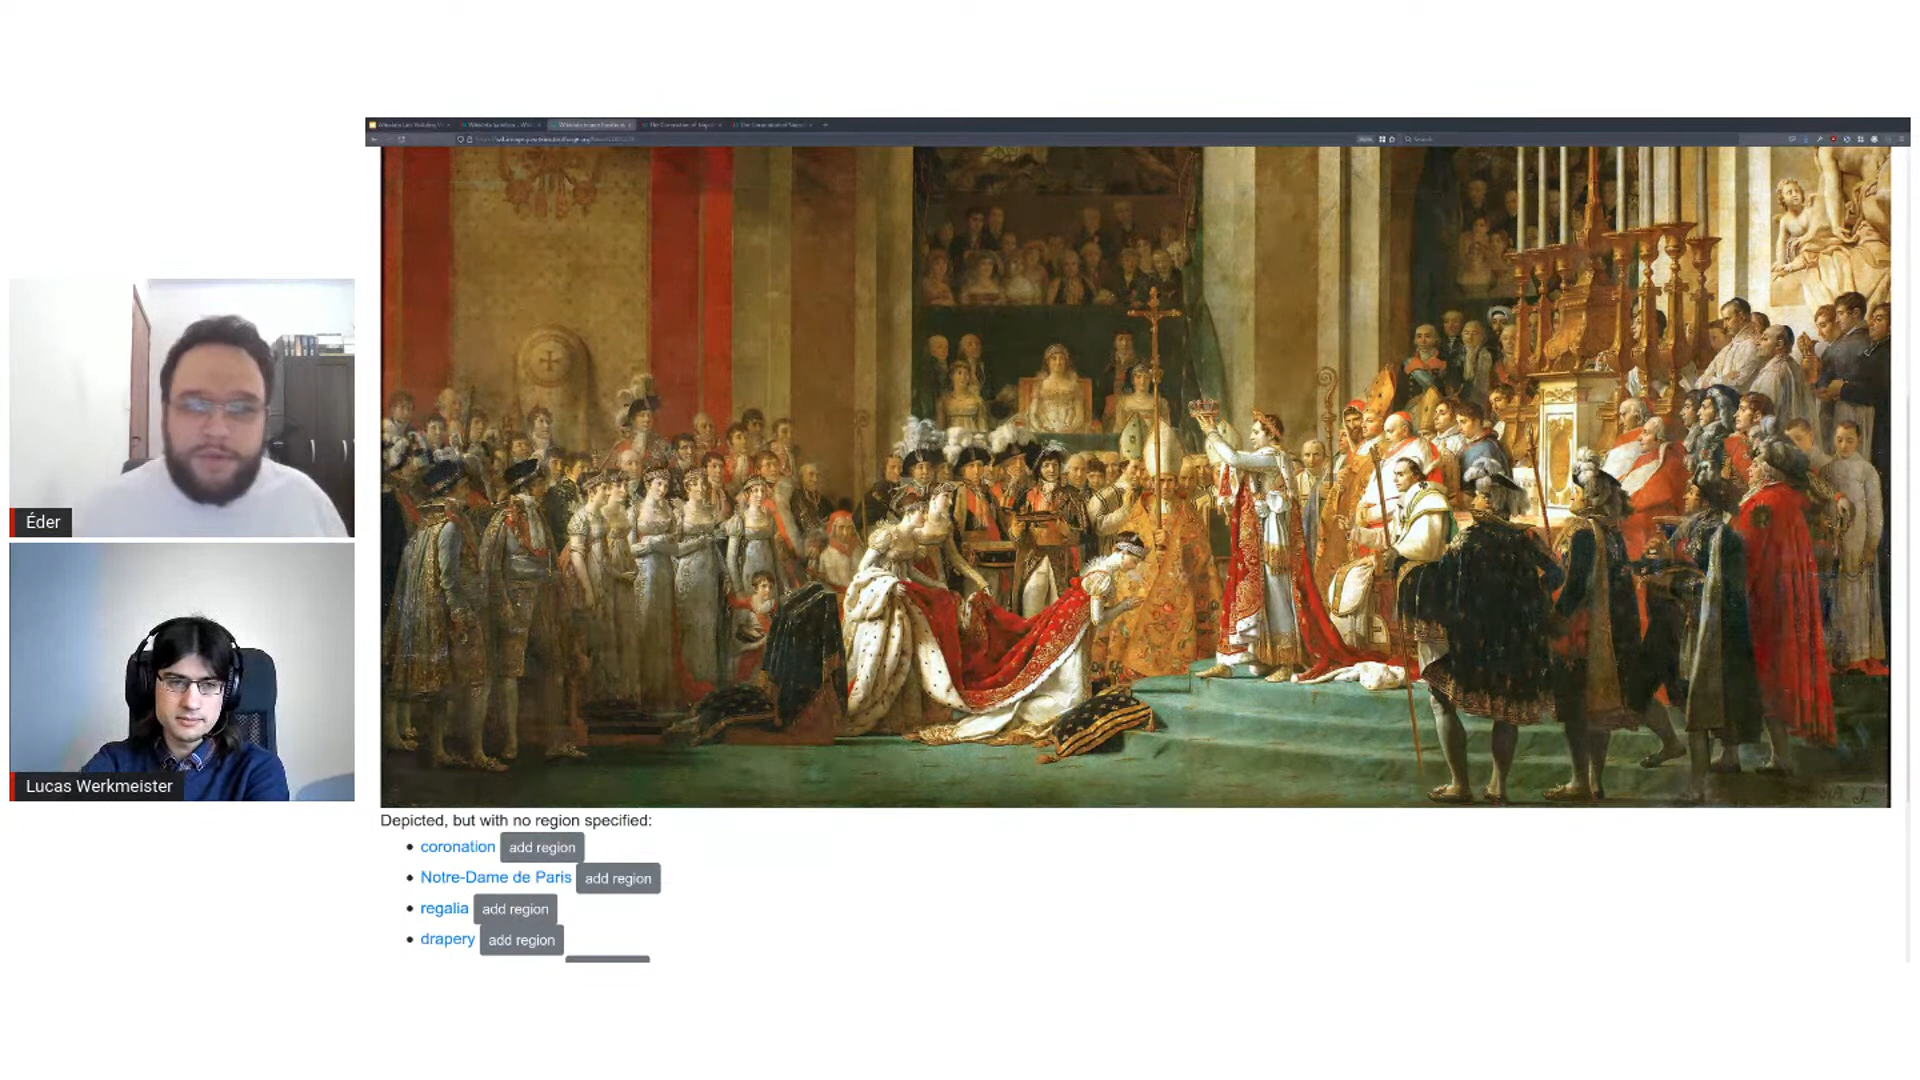 Éder
Lucas Werkmeister
Depicted, but with no region specified:
coronation add region
Notre-Dame de Paris add region
regalia add region
drapery add region